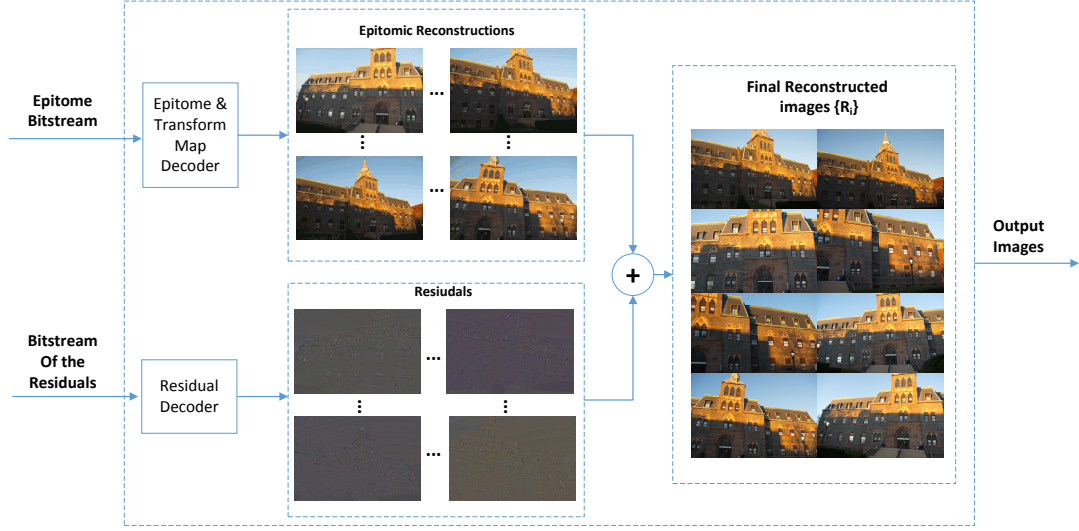 Epitomic Reconstructions
Epitome
Bitstream
Epitome &
Transform
Map
Decoder
...
...
...
...
Final Reconstructed
images {Ri}
Output
Images
+
Resiudals
Bitstream
Of the
Residuals
Residual
Decoder
...
...
...
...